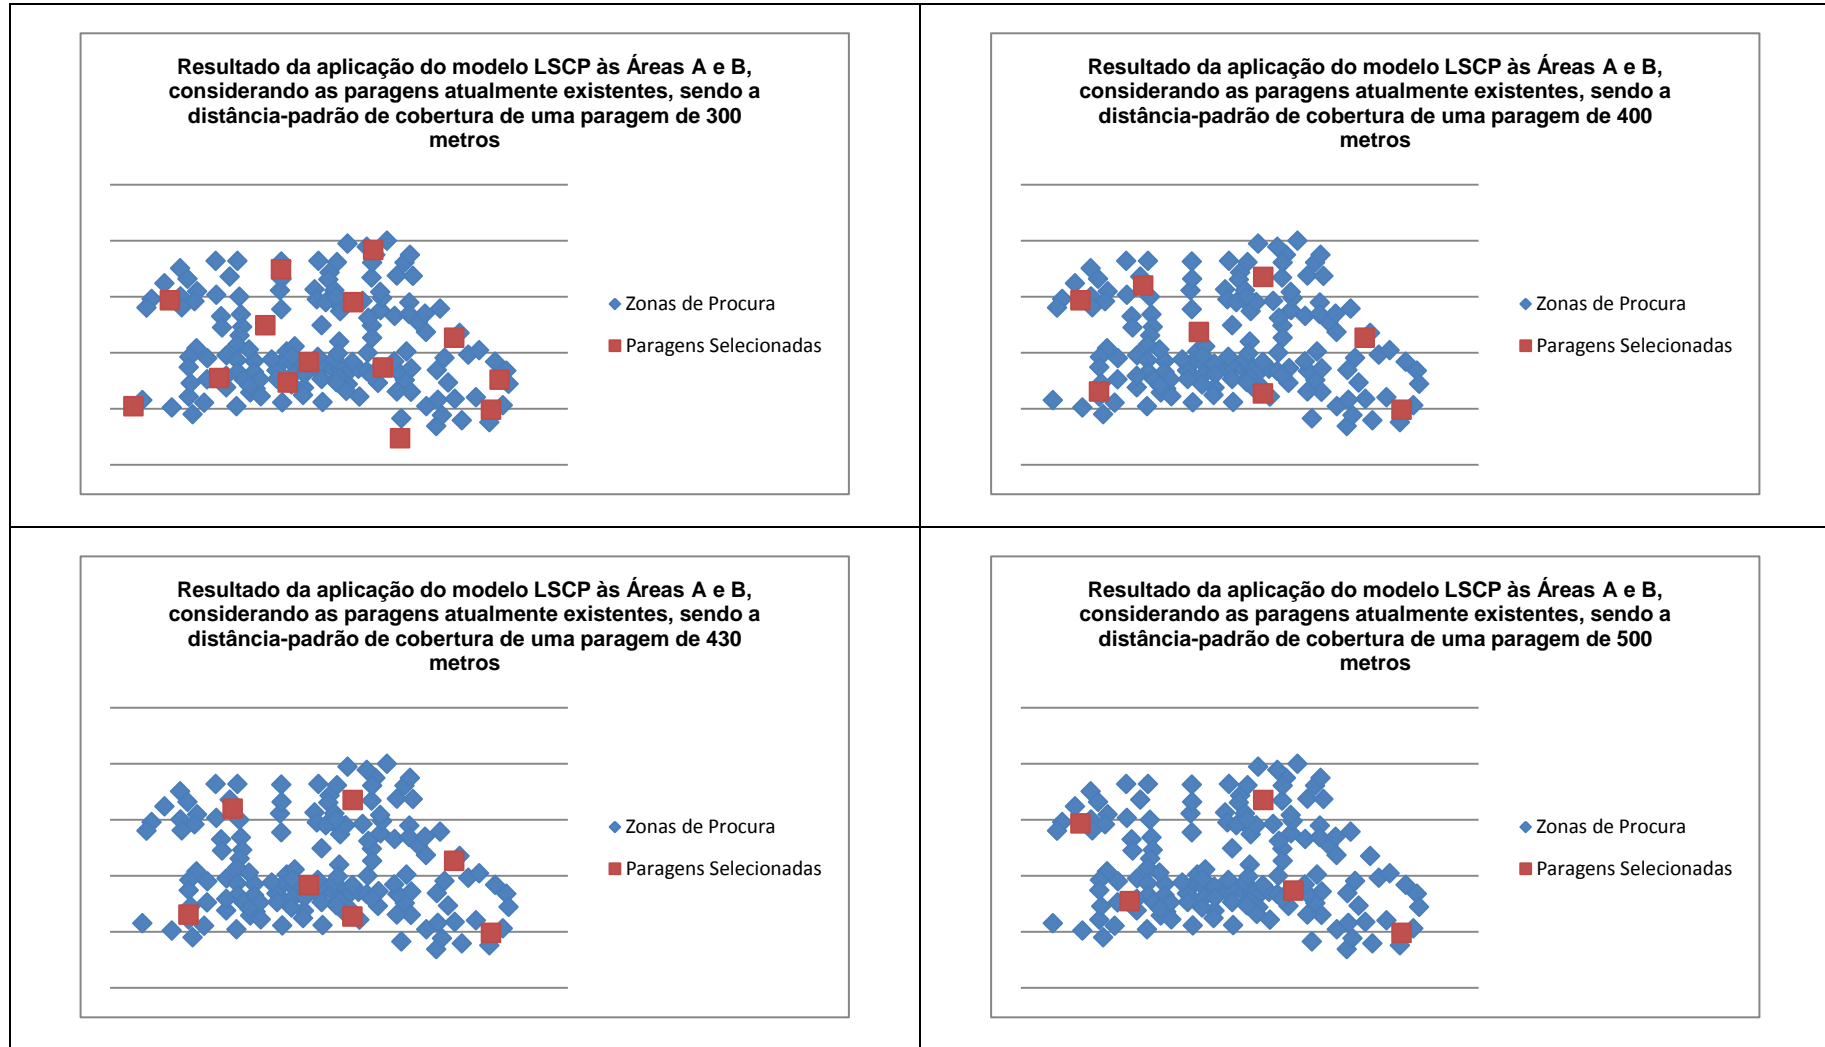 Resultado da aplicação do modelo LSCP às Áreas A e B,
considerando as paragens atualmente existentes, sendo a
distância-padrão de cobertura de uma paragem de 300
metros
Zonas de Procura
Paragens Selecionadas
Resultado da aplicação do modelo LSCP às Áreas A e B,
considerando as paragens atualmente existentes, sendo a
distância-padrão de cobertura de uma paragem de 400
metros
Zonas de Procura
Paragens Selecionadas
Resultado da aplicação do modelo LSCP às Áreas A e B,
considerando as paragens atualmente existentes, sendo a
distância-padrão de cobertura de uma paragem de 430
metros
Zonas de Procura
Paragens Selecionadas
Resultado da aplicação do modelo LSCP às Áreas A e B,
considerando as paragens atualmente existentes, sendo a
distância-padrão de cobertura de uma paragem de 500
metros
Zonas de Procura
Paragens Selecionadas